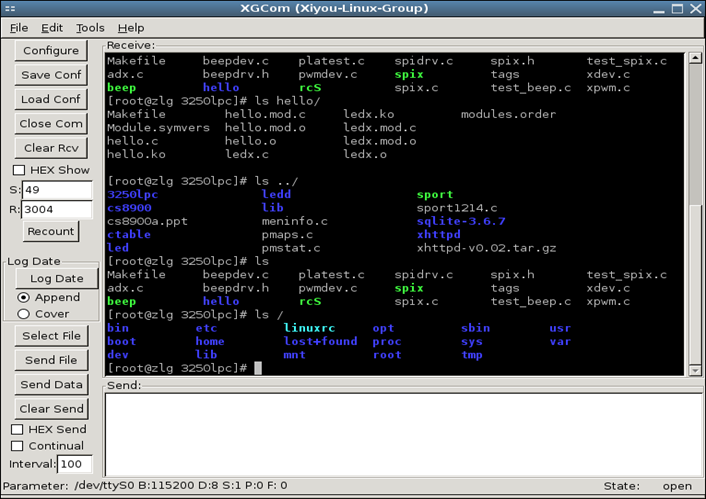 XGCom (Xiyou-Linux-Group)
File Edit Tools Help
Configure
Save Conf
Load Conf
Close Com
Clear Rcv
HEX Show
S: 49
R: 3004
Recount
Log Date
Log Date
Append
Cover
Select File
Send File
Send Data
Clear Send
HEX Send
Continual
Interval: 100
Receive:
Makefile beepdev.c platest.c spidrv.c spix.h test_spix.c
adx.c beepdrv.h pwmdev.c spix tags xdev.c
beep hello rcS spix.c test_beep.c xpwm.c
[root@zlg 3250lpc]# ls hello/
Makefile hello.mod.c ledx.ko modules.order
Module.symvers hello.mod.o ledx.mod.c
hello.c hello.o ledx.mod.o
hello.ko ledx.c ledx.o
[root@zlg 3250lpc]# ls ../
3250lpc ledd sport
cs8900 lib sport1214.c
cs8900a.ppt meninfo.c sqlite-3.6.7
ctable pmaps.c xhttpd
led pmstat.c xhttpd-v0.02.tar.gz
[root@zlg 3250lpc]# ls
Makefile beepdev.c platest.c spidrv.c spix.h test_spix.c
adx.c beepdrv.h pwmdev.c spix tags xdev.c
beep hello rcS spix.c test_beep.c xpwm.c
[root@zlg 3250lpc]# ls /
bin etc linuxrc opt sbin usr
boot home lost+found proc sys var
dev lib mnt root tmp
[root@zlg 3250lpc]#
Send:
Parameter: /dev/ttyS0 B:115200 D:8 S:1 P:0 F: 0 State: open